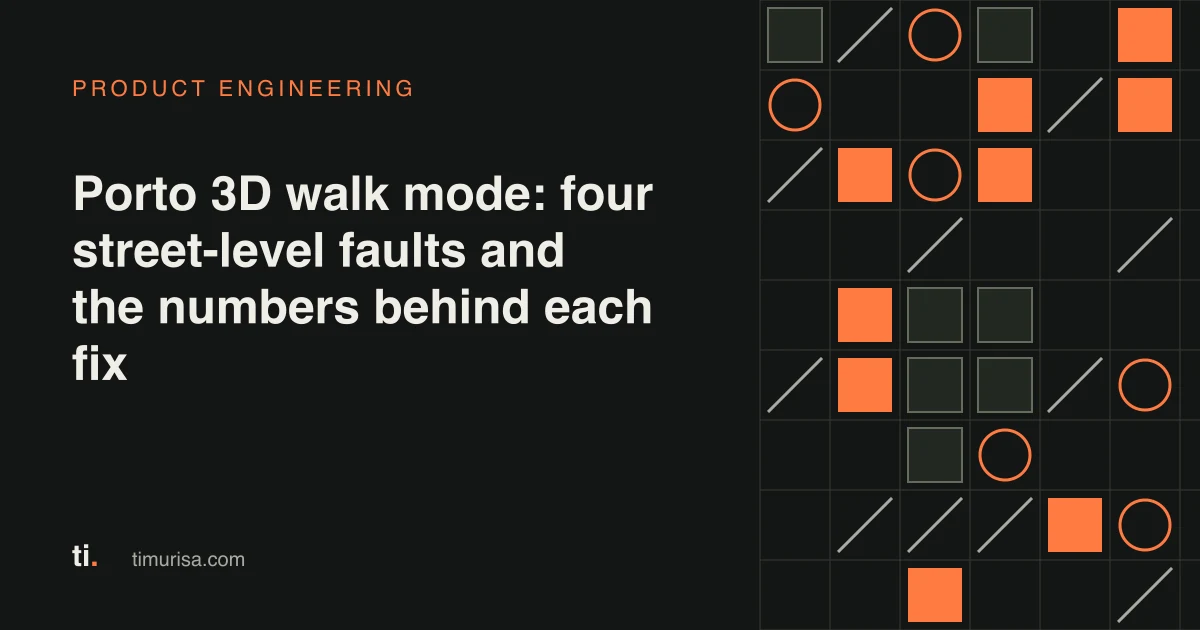 PRODUCT ENGINEERING
Porto 3D walk mode: four
street-level faults and
the numbers behind each
fix
ti.
timurisa.com